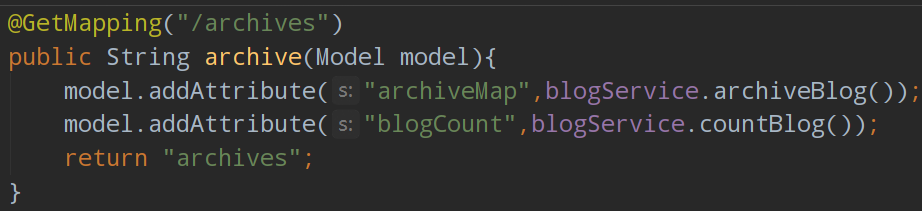 @GetMapping("/archives")
public String archive(Model model){
    model.addAttribute( s: "archiveMap",blogService.archiveBlog());
    model.addAttribute( s: "blogCount",blogService.countBlog());
    return "archives";
}